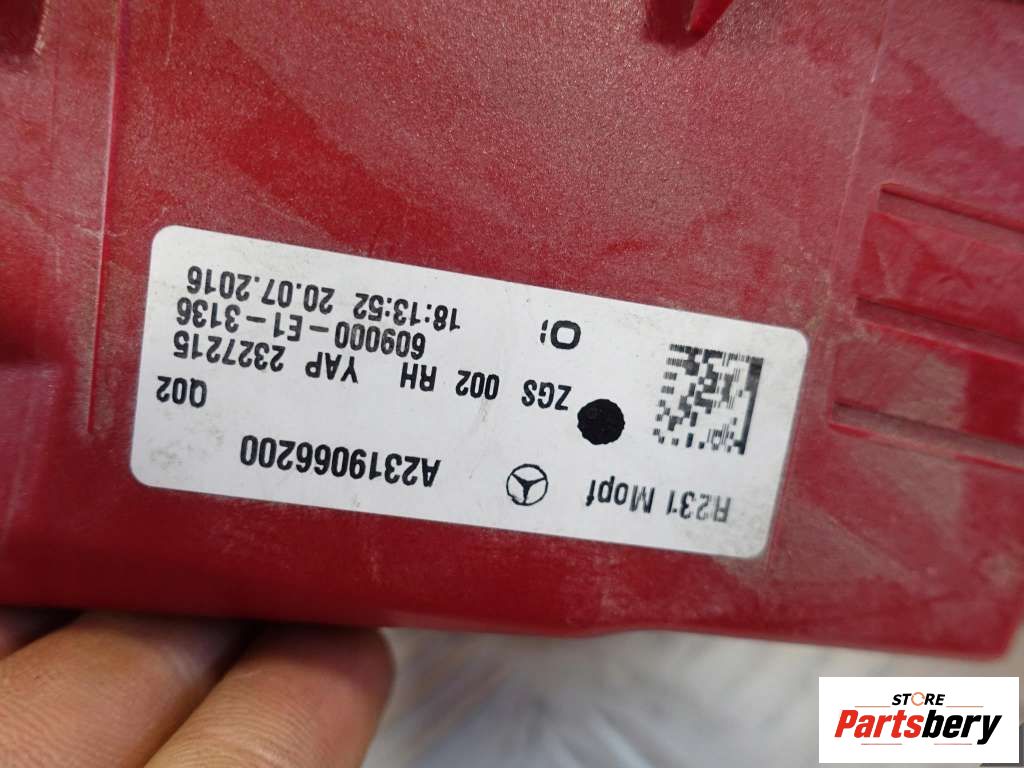 R231 Mopf A2319066200
Q02
ZGS 002 RH YAP 2327215
609000-E1-3136
18:13:52 20.07.2016
STORE
Partsbery